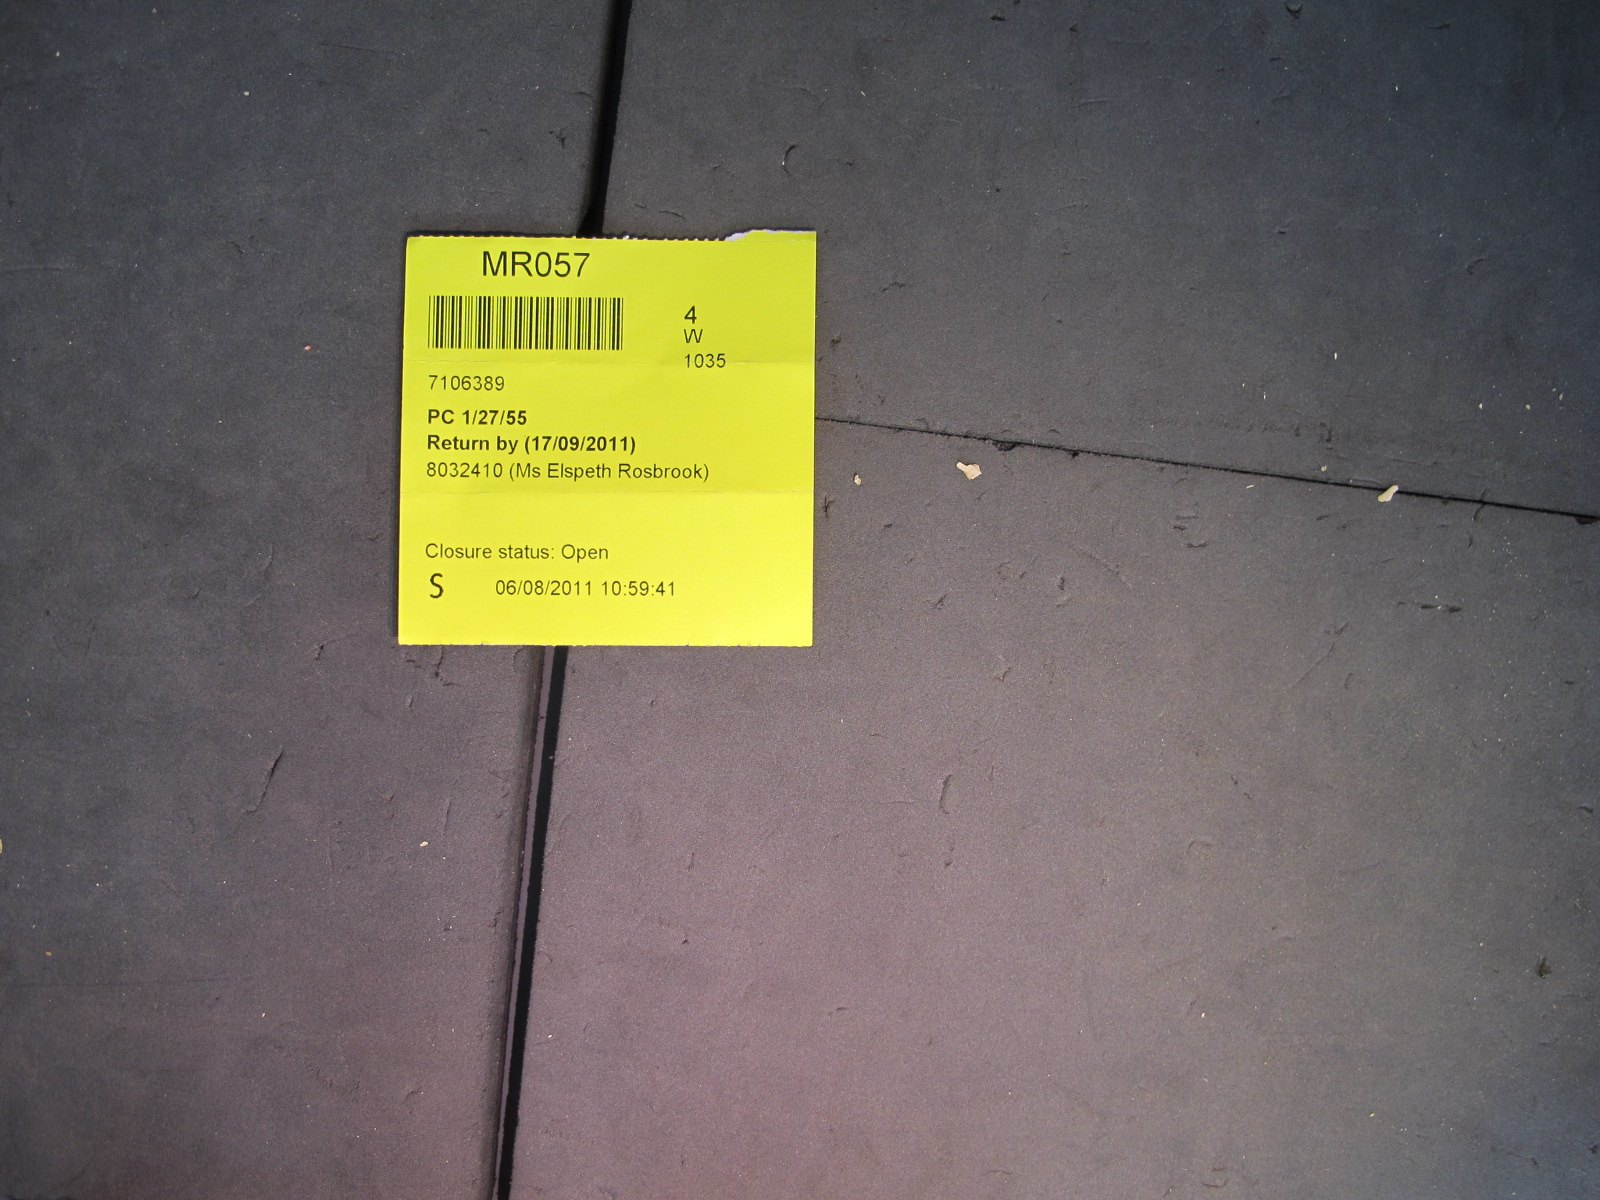 MR057
4
W
1035
7106389
PC 1/27/55
Return by (17/09/2011)
8032410 (Ms Elspeth Rosbrook)
Closure status: Open
S 06/08/2011 10:59:41